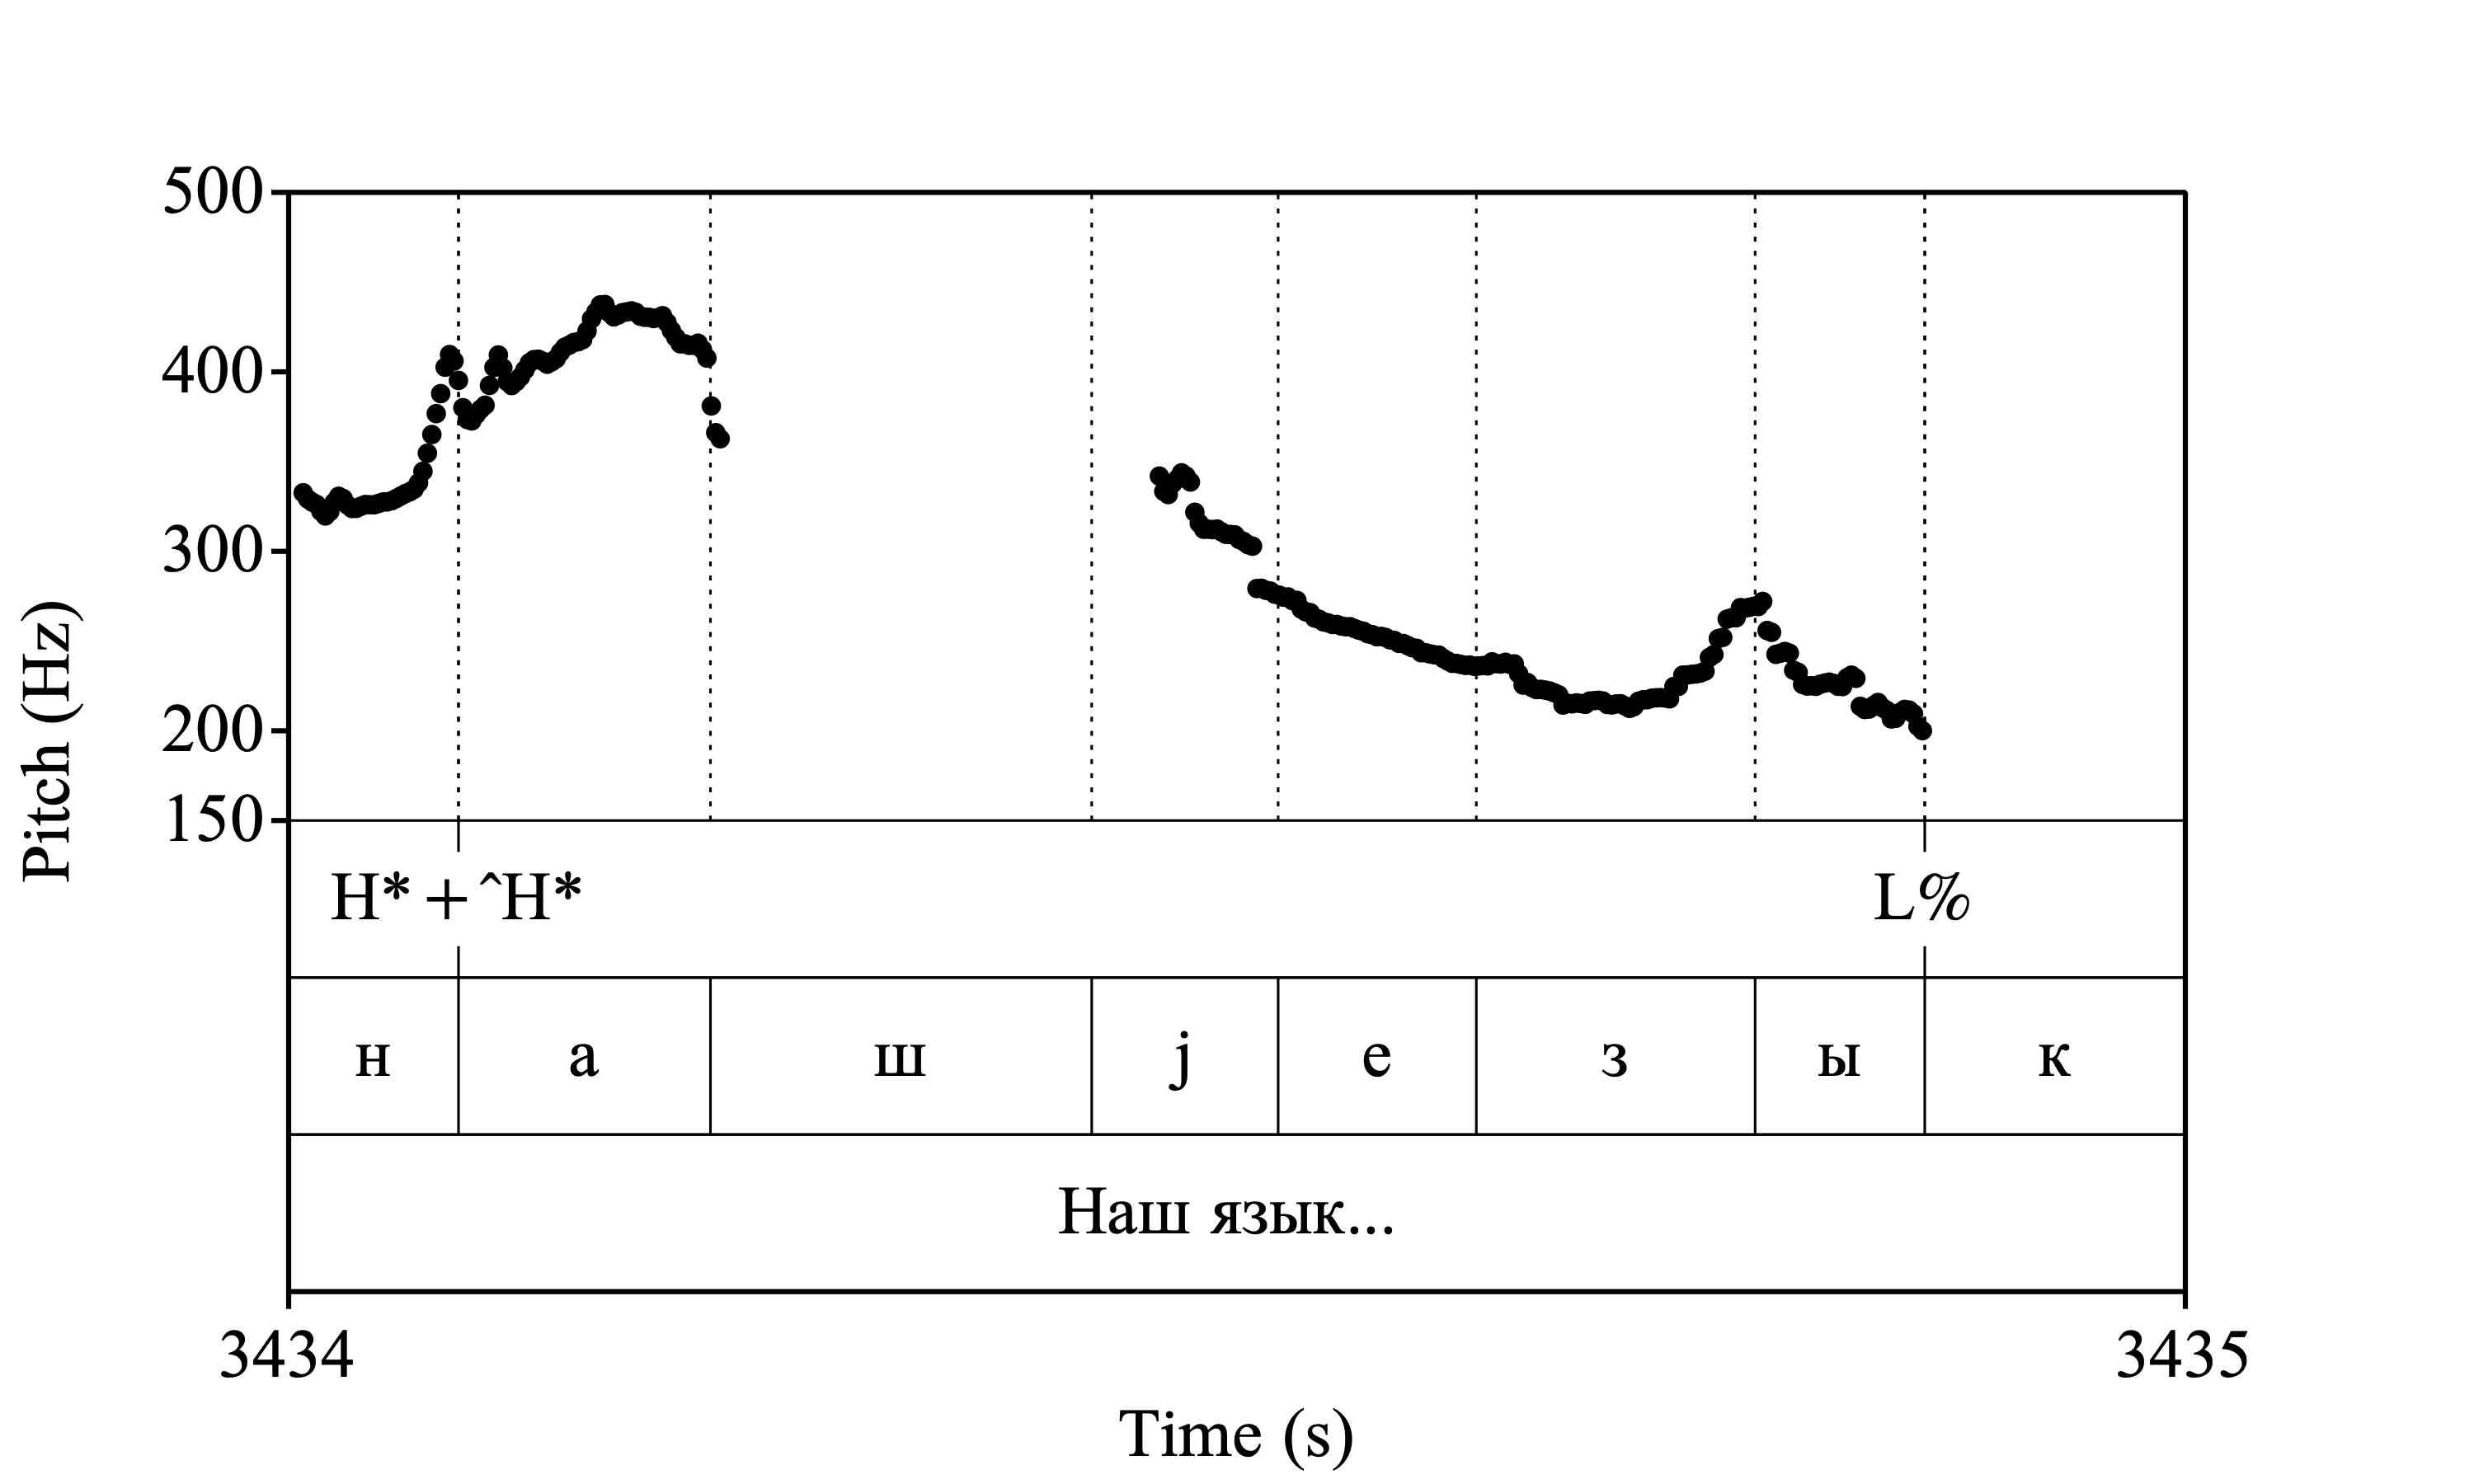 500
400
300
200
150
Pitch (Hz)
H*+^H* L%
н а ш j е з ы к
Наш язык...
3434 3435
Time (s)